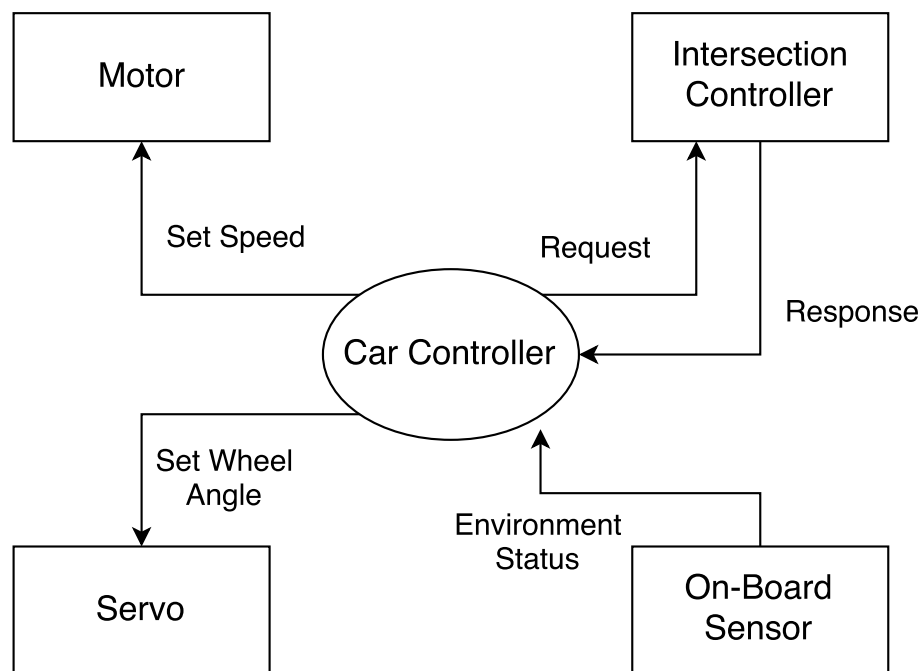 Motor
Intersection
Controller
Set Speed
Request
Response
Car Controller
Set Wheel
Angle
Environment
Status
Servo
On-Board
Sensor